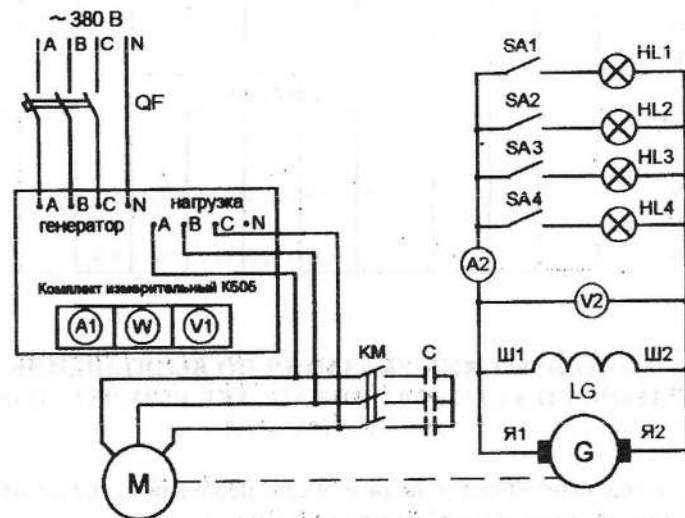 ~ 380 В
A B C N
QF
A B C N
генератор
нагрузка
A B C N
Комплект измерительный К505
A1 W V1
KM
C
M
SA1 HL1
SA2 HL2
SA3 HL3
SA4 HL4
A2
V2
Ш1 Ш2
LG
Я1 Я2
G